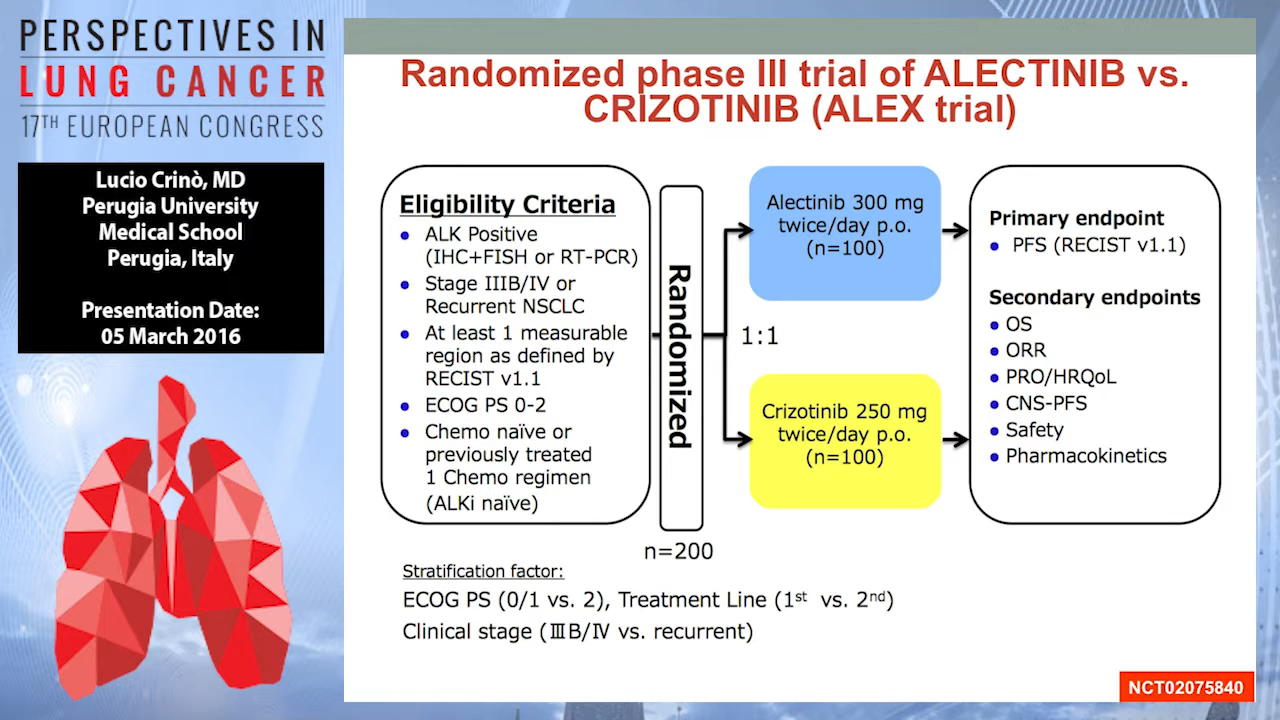 PERSPECTIVES IN
LUNG CANCER
17TH EUROPEAN CONGRESS
Lucio Crinò, MD
Perugia University
Medical School
Perugia, Italy
Presentation Date:
05 March 2016
Randomized phase III trial of ALECTINIB vs.
CRIZOTINIB (ALEX trial)
Eligibility Criteria
• ALK Positive
(IHC+FISH or RT-PCR)
• Stage IIIB/IV or
Recurrent NSCLC
• At least 1 measurable
region as defined by
RECIST v1.1
• ECOG PS 0-2
• Chemo naïve or
previously treated
1 Chemo regimen
(ALKi naïve)
Randomized
n=200
1:1
Alectinib 300 mg
twice/day p.o.
(n=100)
Crizotinib 250 mg
twice/day p.o.
(n=100)
Primary endpoint
• PFS (RECIST v1.1)
Secondary endpoints
• OS
• ORR
• PRO/HRQoL
• CNS-PFS
• Safety
• Pharmacokinetics
Stratification factor:
ECOG PS (0/1 vs. 2), Treatment Line (1st vs. 2nd)
Clinical stage (ⅢB/Ⅳ vs. recurrent)
NCT02075840